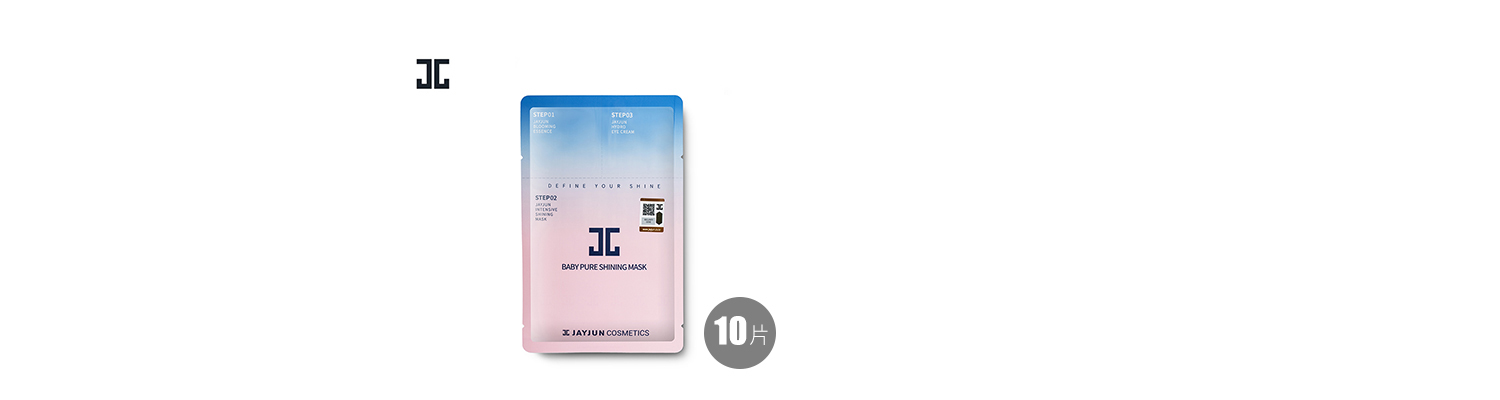 STEP01
JAYJUN
BLOOMING
ESSENCE
STEP03
JAYJUN
HYDRO
EYE CREAM
DEFINE YOUR SHINE
STEP02
JAYJUN
INTENSIVE
SHINING
MASK
BABY PURE SHINING MASK
JAYJUN COSMETICS
10片